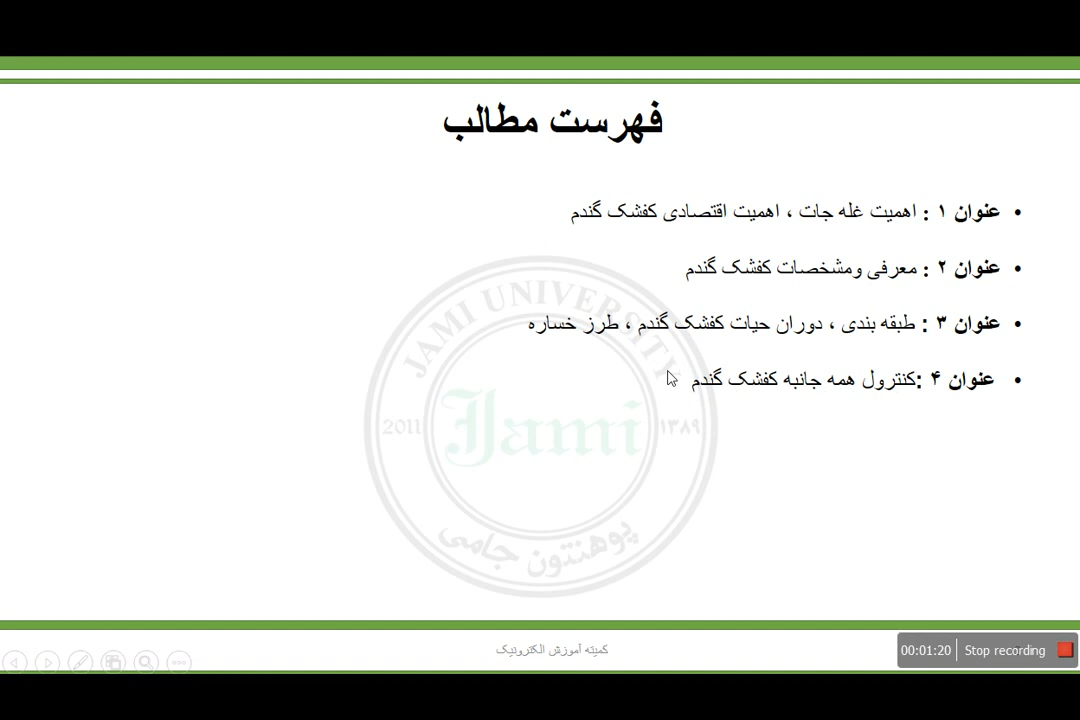 فهرست مطالب
• عنوان ۱ : اهمیت غله جات ، اهمیت اقتصادی کفشک گندم
• عنوان ۲ : معرفی ومشخصات کفشک گندم
• عنوان ۳ : طبقه بندی ، دوران حیات کفشک گندم ، طرز خساره
• عنوان ۴ :کنترول همه جانبه کفشک گندم
JAMI UNIVERSITY
2011 Jami ۱۳۸۹
پوهنتون جامی
کمیته آموزش الکترونیک
00:01:20 Stop recording